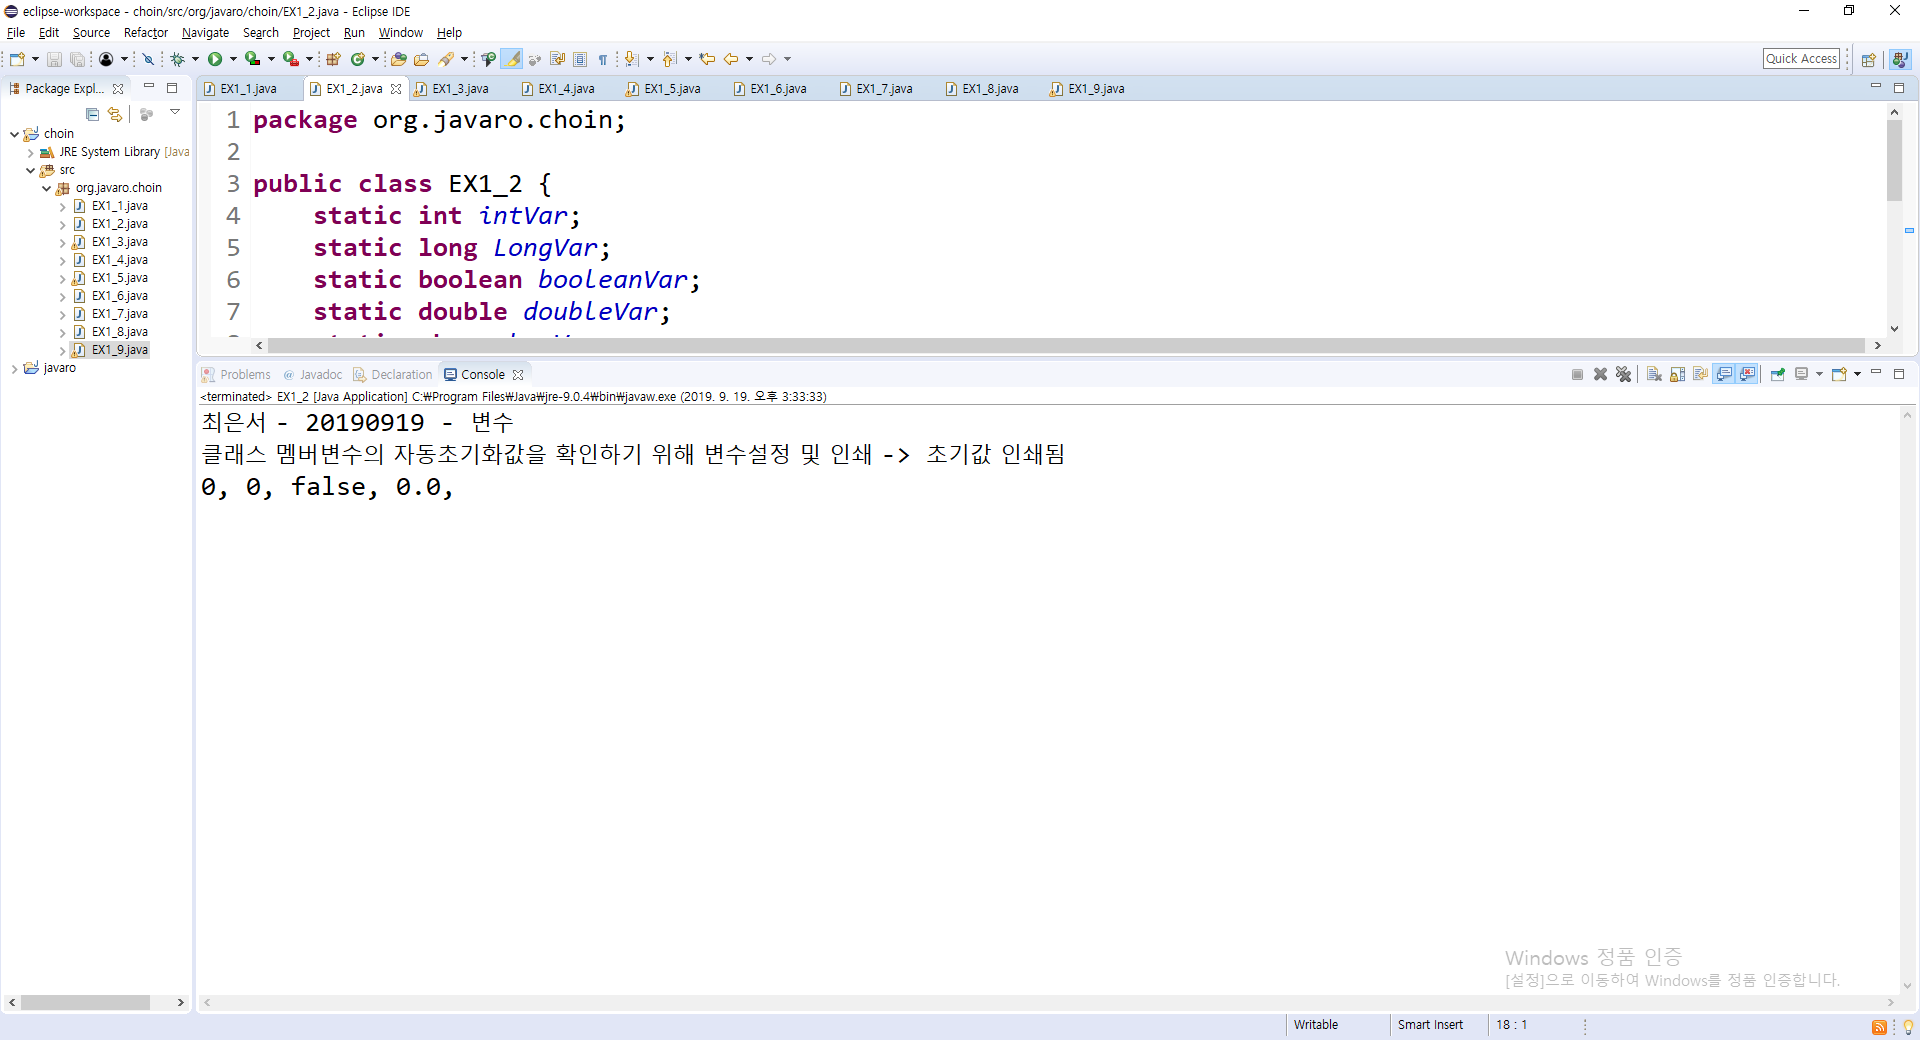 eclipse-workspace - choin/src/org/javaro/choin/EX1_2.java - Eclipse IDE
File Edit Source Refactor Navigate Search Project Run Window Help
Quick Access
Package Expl...
EX1_1.java EX1_2.java EX1_3.java EX1_4.java EX1_5.java EX1_6.java EX1_7.java EX1_8.java EX1_9.java
choin
JRE System Library [Java
src
org.javaro.choin
EX1_1.java
EX1_2.java
EX1_3.java
EX1_4.java
EX1_5.java
EX1_6.java
EX1_7.java
EX1_8.java
EX1_9.java
javaro
1 package org.javaro.choin;
2
3 public class EX1_2 {
4 static int intVar;
5 static long LongVar;
6 static boolean booleanVar;
7 static double doubleVar;
Problems @ Javadoc Declaration Console
<terminated> EX1_2 [Java Application] C:₩Program Files₩Java₩jre-9.0.4₩bin₩javaw.exe (2019. 9. 19. 오후 3:33:33)
최은서 - 20190919 - 변수
클래스 멤버변수의 자동초기화값을 확인하기 위해 변수설정 및 인쇄 -> 초기값 인쇄됨
0, 0, false, 0.0,
Windows 정품 인증
[설정]으로 이동하여 Windows를 정품 인증합니다.
Writable Smart Insert 18 : 1